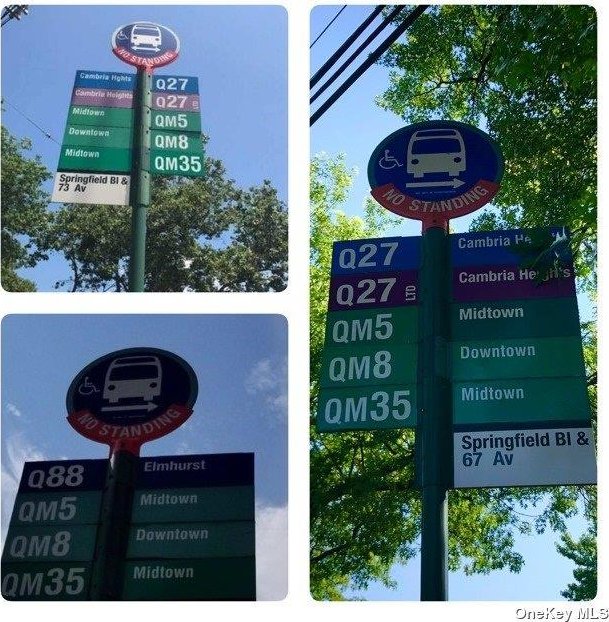 NO STANDING
Cambria Hghts Q27
Cambria Heights Q27
Midtown QM5
Downtown QM8
Midtown QM35
Springfield Bl &
73 Av
NO STANDING
Q88 Elmhurst
QM5 Midtown
QM8 Downtown
QM35 Midtown
NO STANDING
Q27 Cambria
Q27 LTD Cambria Heights
QM5 Midtown
QM8 Downtown
QM35 Midtown
Springfield Bl &
67 Av
OneKey MLS